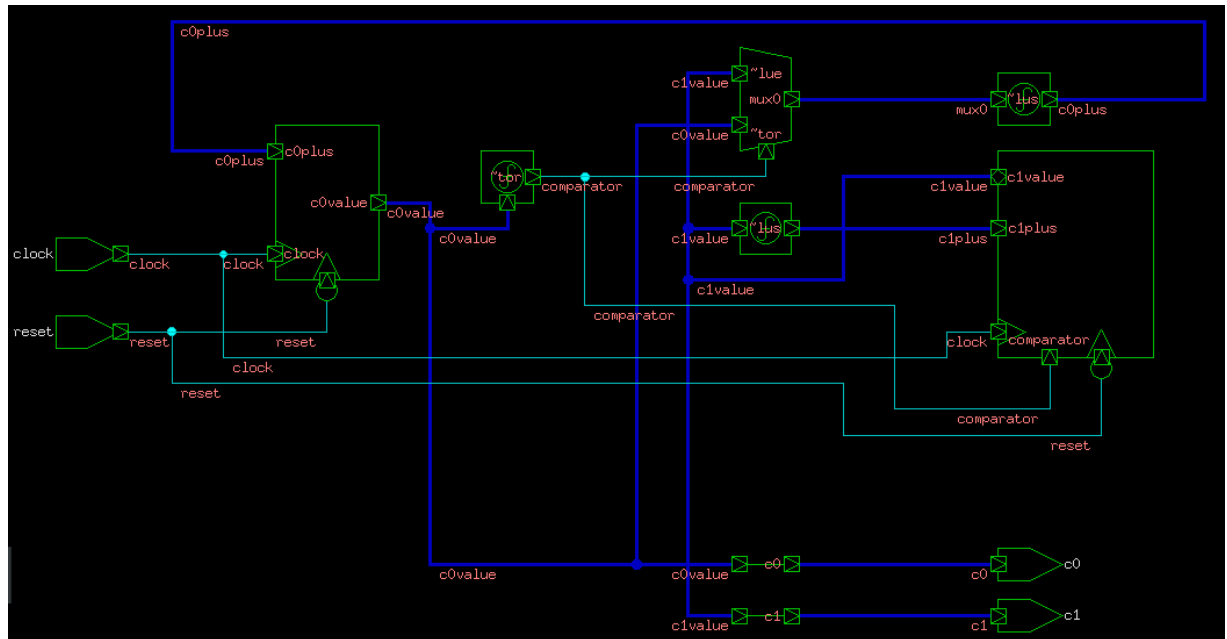 c0plus
c1value
~lue
mux0
c0value
~tor
mux0
~lus
c0plus
c0plus
c0plus
~tor
comparator
comparator
c1value
c1value
c0value
c0value
c0value
c1value
~lus
c1plus
c1plus
clock
clock
clock
clock
c1value
comparator
reset
reset
reset
clock
comparator
clock
reset
comparator
reset
c0value
c0value
c0
c0
c0
c1value
c1
c1
c1